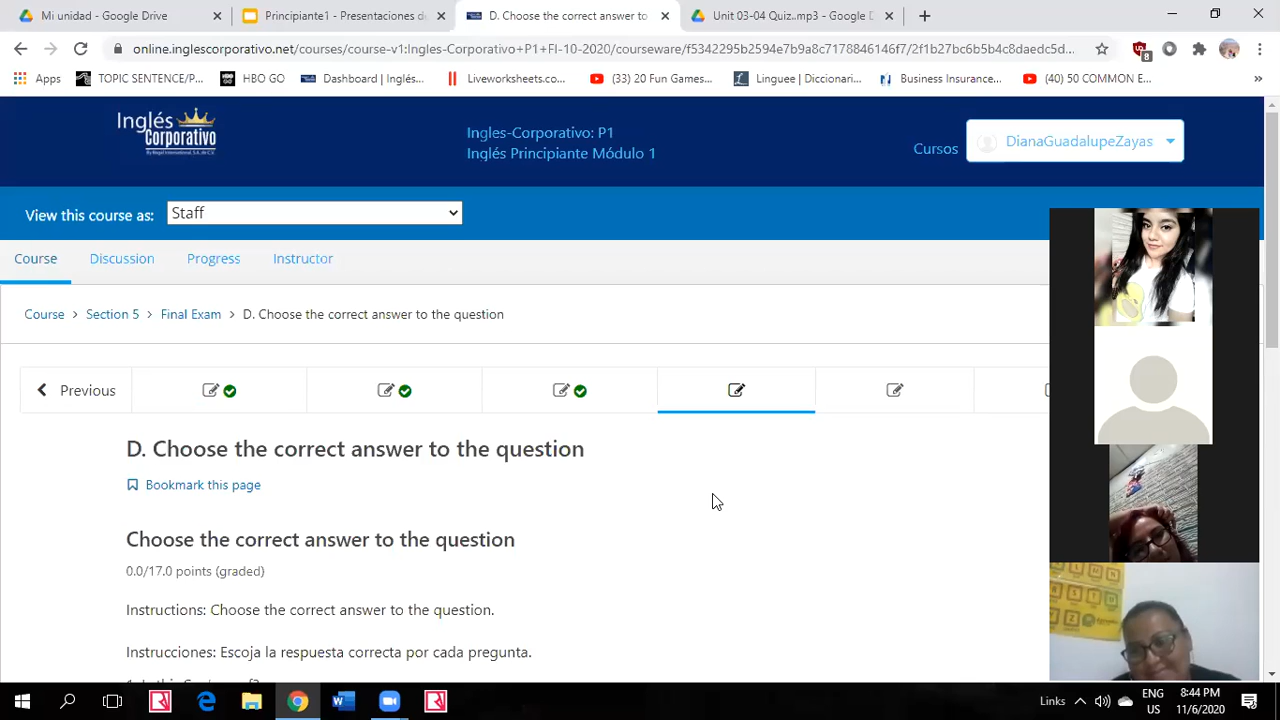 Mi unidad - Google Drive
Principiante1 - Presentaciones de
D. Choose the correct answer to
Unit 03-04 Quiz..mp3 - Google D
online.inglescorporativo.net/courses/course-v1:Ingles-Corporativo+P1+FI-10-2020/courseware/f5342295b2594e7b9a8c7178846146f7/2f1b27bc6b5b4c8daedc5d...
8
Apps
TOPIC SENTENCE/P...
HBO GO
Dashboard | Inglés...
Liveworksheets.co...
(33) 20 Fun Games...
Linguee | Diccionari...
Business Insurance...
(40) 50 COMMON E...
»
Inglés
Corporativo
Ingles-Corporativo: P1
Inglés Principiante Módulo 1
Cursos
DianaGuadalupeZayas
View this course as:
Staff
Course
Discussion
Progress
Instructor
Course > Section 5 > Final Exam > D. Choose the correct answer to the question
Previous
D. Choose the correct answer to the question
Bookmark this page
Choose the correct answer to the question
0.0/17.0 points (graded)
Instructions: Choose the correct answer to the question.
Instrucciones: Escoja la respuesta correcta por cada pregunta.
Links
ENG
US
8:44 PM
11/6/2020